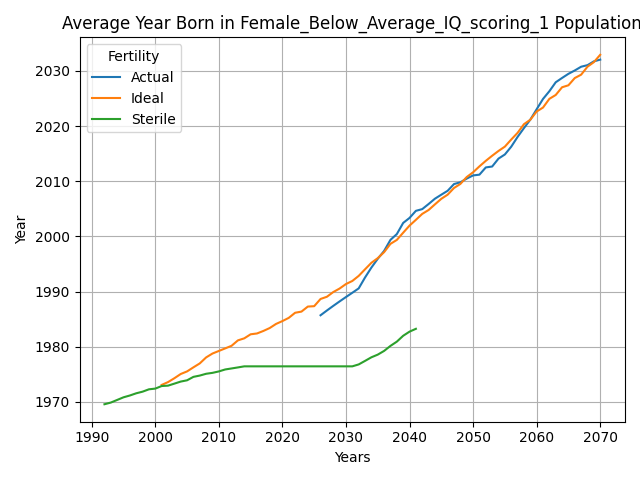 Average Year Born in Female_Below_Average_IQ_scoring_1 Population
Fertility
Actual
Ideal
Sterile
Year
2030
2020
2010
2000
1990
1980
1970
1990 2000 2010 2020 2030 2040 2050 2060 2070
Years